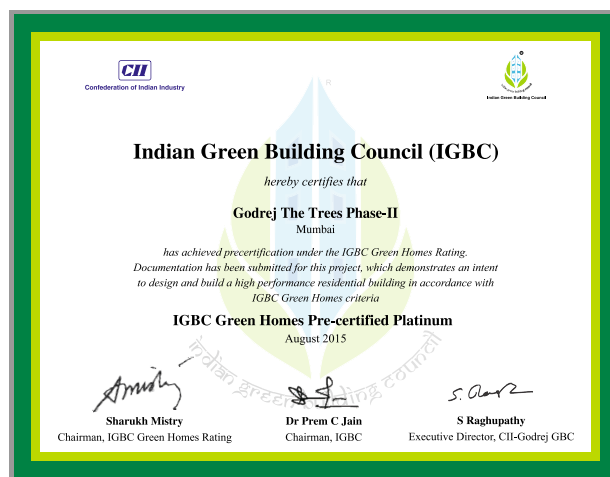 CII
Confederation of Indian Industry
Indian Green Building Council
Indian Green Building Council (IGBC)
hereby certifies that
Godrej The Trees Phase-II
Mumbai
has achieved precertification under the IGBC Green Homes Rating.
Documentation has been submitted for this project, which demonstrates an intent
to design and build a high performance residential building in accordance with
IGBC Green Homes criteria
IGBC Green Homes Pre-certified Platinum
August 2015
indian green building council
Sharukh Mistry
Chairman, IGBC Green Homes Rating
Dr Prem C Jain
Chairman, IGBC
S Raghupathy
Executive Director, CII-Godrej GBC